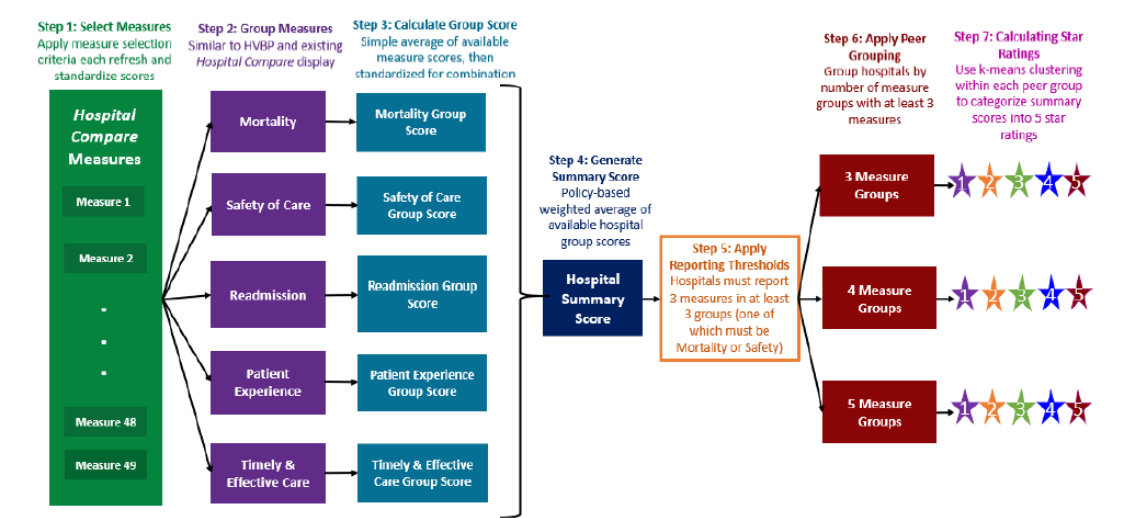 Step 1: Select Measures
Apply measure selection
criteria each refresh and
standardize scores
Hospital
Compare
Measures
Measure 1
Measure 2
.
.
.
Measure 48
Measure 49
Step 2: Group Measures
Similar to HVBP and existing
Hospital Compare display
Mortality
Safety of Care
Readmission
Patient
Experience
Timely &
Effective Care
Step 3: Calculate Group Score
Simple average of available
measure scores, then
standardized for combination
Mortality Group
Score
Safety of Care
Group Score
Readmission Group
Score
Patient Experience
Group Score
Timely & Effective
Care Group Score
Step 4: Generate
Summary Score
Policy-based
weighted average of
available hospital
group scores
Hospital
Summary
Score
Step 5: Apply
Reporting Thresholds
Hospitals must report
3 measures in at least
3 groups (one of
which must be
Mortality or Safety)
Step 6: Apply Peer
Grouping
Group hospitals by
number of measure
groups with at least 3
measures
3 Measure
Groups
4 Measure
Groups
5 Measure
Groups
Step 7: Calculating Star
Ratings
Use k-means clustering
within each peer group
to categorize summary
scores into 5 star
ratings
1 2 3 4 5
1 2 3 4 5
1 2 3 4 5